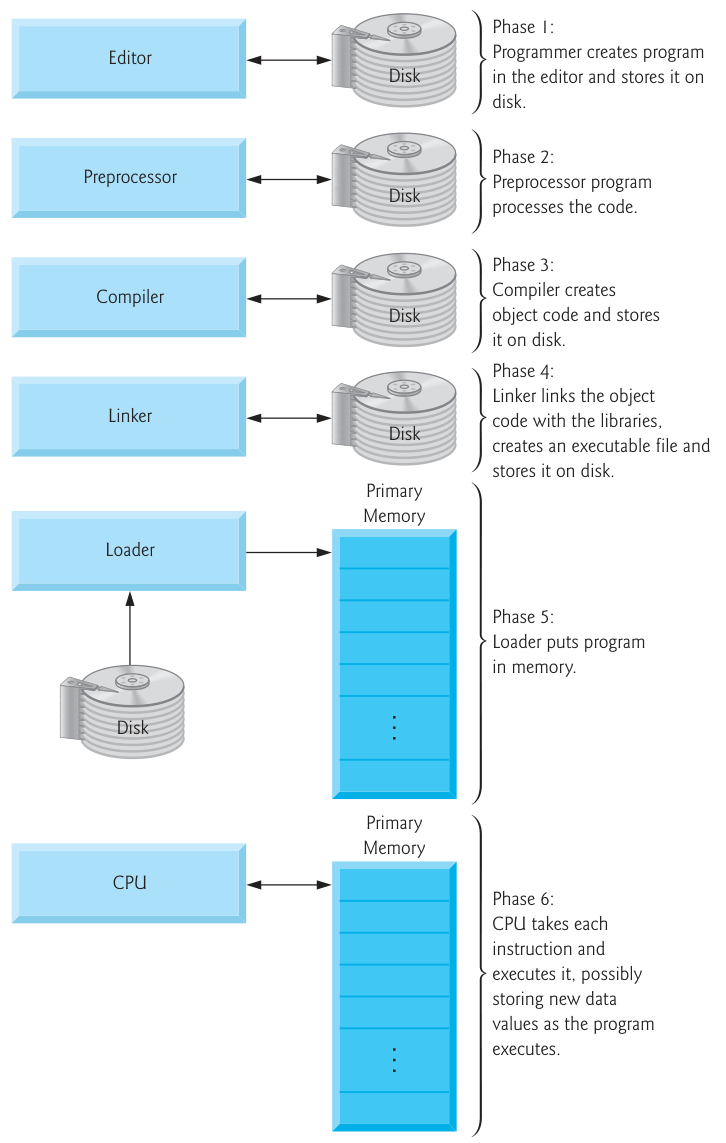 Editor
Disk
Phase 1:
Programmer creates program
in the editor and stores it on
disk.
Preprocessor
Disk
Phase 2:
Preprocessor program
processes the code.
Compiler
Disk
Phase 3:
Compiler creates
object code and stores
it on disk.
Linker
Disk
Phase 4:
Linker links the object
code with the libraries,
creates an executable file and
stores it on disk.
Loader
Disk
Primary
Memory
Phase 5:
Loader puts program
in memory.
CPU
Primary
Memory
Phase 6:
CPU takes each
instruction and
executes it, possibly
storing new data
values as the program
executes.